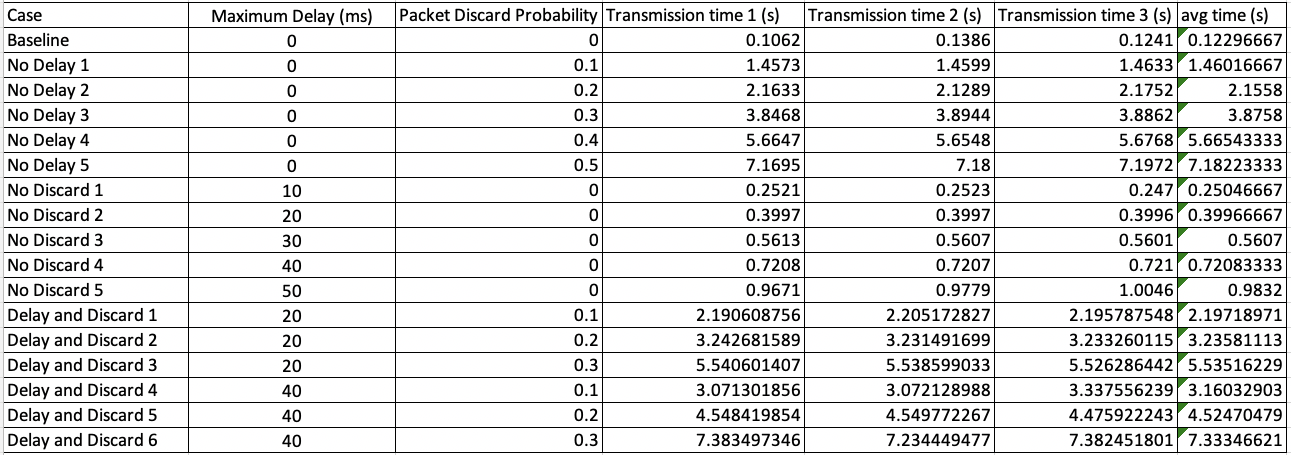 Case Maximum Delay (ms) Packet Discard Probability Transmission time 1 (s) Transmission time 2 (s) Transmission time 3 (s) avg time (s)
Baseline 0 0 0.1062 0.1386 0.1241 0.12296667
No Delay 1 0 0.1 1.4573 1.4599 1.4633 1.46016667
No Delay 2 0 0.2 2.1633 2.1289 2.1752 2.1558
No Delay 3 0 0.3 3.8468 3.8944 3.8862 3.8758
No Delay 4 0 0.4 5.6647 5.6548 5.6768 5.66543333
No Delay 5 0 0.5 7.1695 7.18 7.1972 7.18223333
No Discard 1 10 0 0.2521 0.2523 0.247 0.25046667
No Discard 2 20 0 0.3997 0.3997 0.3996 0.39966667
No Discard 3 30 0 0.5613 0.5607 0.5601 0.5607
No Discard 4 40 0 0.7208 0.7207 0.721 0.72083333
No Discard 5 50 0 0.9671 0.9779 1.0046 0.9832
Delay and Discard 1 20 0.1 2.190608756 2.205172827 2.195787548 2.19718971
Delay and Discard 2 20 0.2 3.242681589 3.231491699 3.233260115 3.23581113
Delay and Discard 3 20 0.3 5.540601407 5.538599033 5.526286442 5.53516229
Delay and Discard 4 40 0.1 3.071301856 3.072128988 3.337556239 3.16032903
Delay and Discard 5 40 0.2 4.548419854 4.549772267 4.475922243 4.52470479
Delay and Discard 6 40 0.3 7.383497346 7.234449477 7.382451801 7.33346621